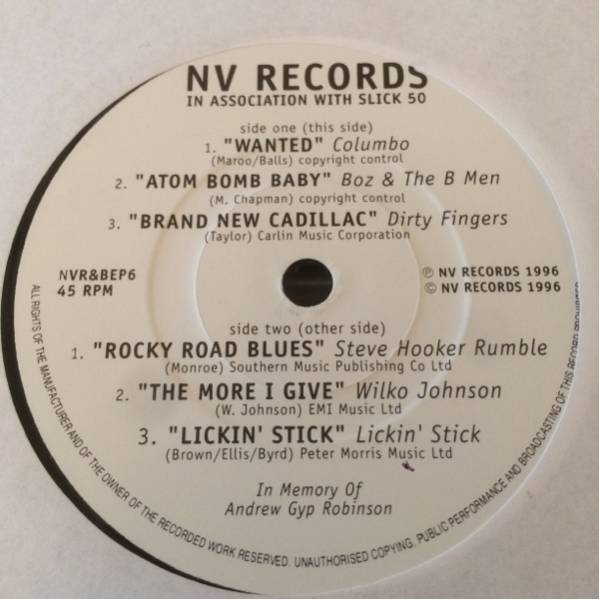 NV RECORDS
IN ASSOCIATION WITH SLICK 50
side one (this side)
1. "WANTED" Columbo
(Maroo/Balls) copyright control
2. "ATOM BOMB BABY" Boz & The B Men
(M. Chapman) copyright control
3. "BRAND NEW CADILLAC" Dirty Fingers
(Taylor) Carlin Music Corporation
NVR&BEP6
45 RPM
℗ NV RECORDS 1996
© NV RECORDS 1996
side two (other side)
1. "ROCKY ROAD BLUES" Steve Hooker Rumble
(Monroe) Southern Music Publishing Co Ltd
2. "THE MORE I GIVE" Wilko Johnson
(W. Johnson) EMI Music Ltd
3. "LICKIN' STICK" Lickin' Stick
(Brown/Ellis/Byrd) Peter Morris Music Ltd
In Memory Of
Andrew Gyp Robinson
ALL RIGHTS OF THE MANUFACTURER AND OF THE OWNER OF THE RECORDED WORK RESERVED. UNAUTHORISED COPYING. PUBLIC PERFORMANCE AND BROADCASTING OF THIS RECORD PROHIBITED